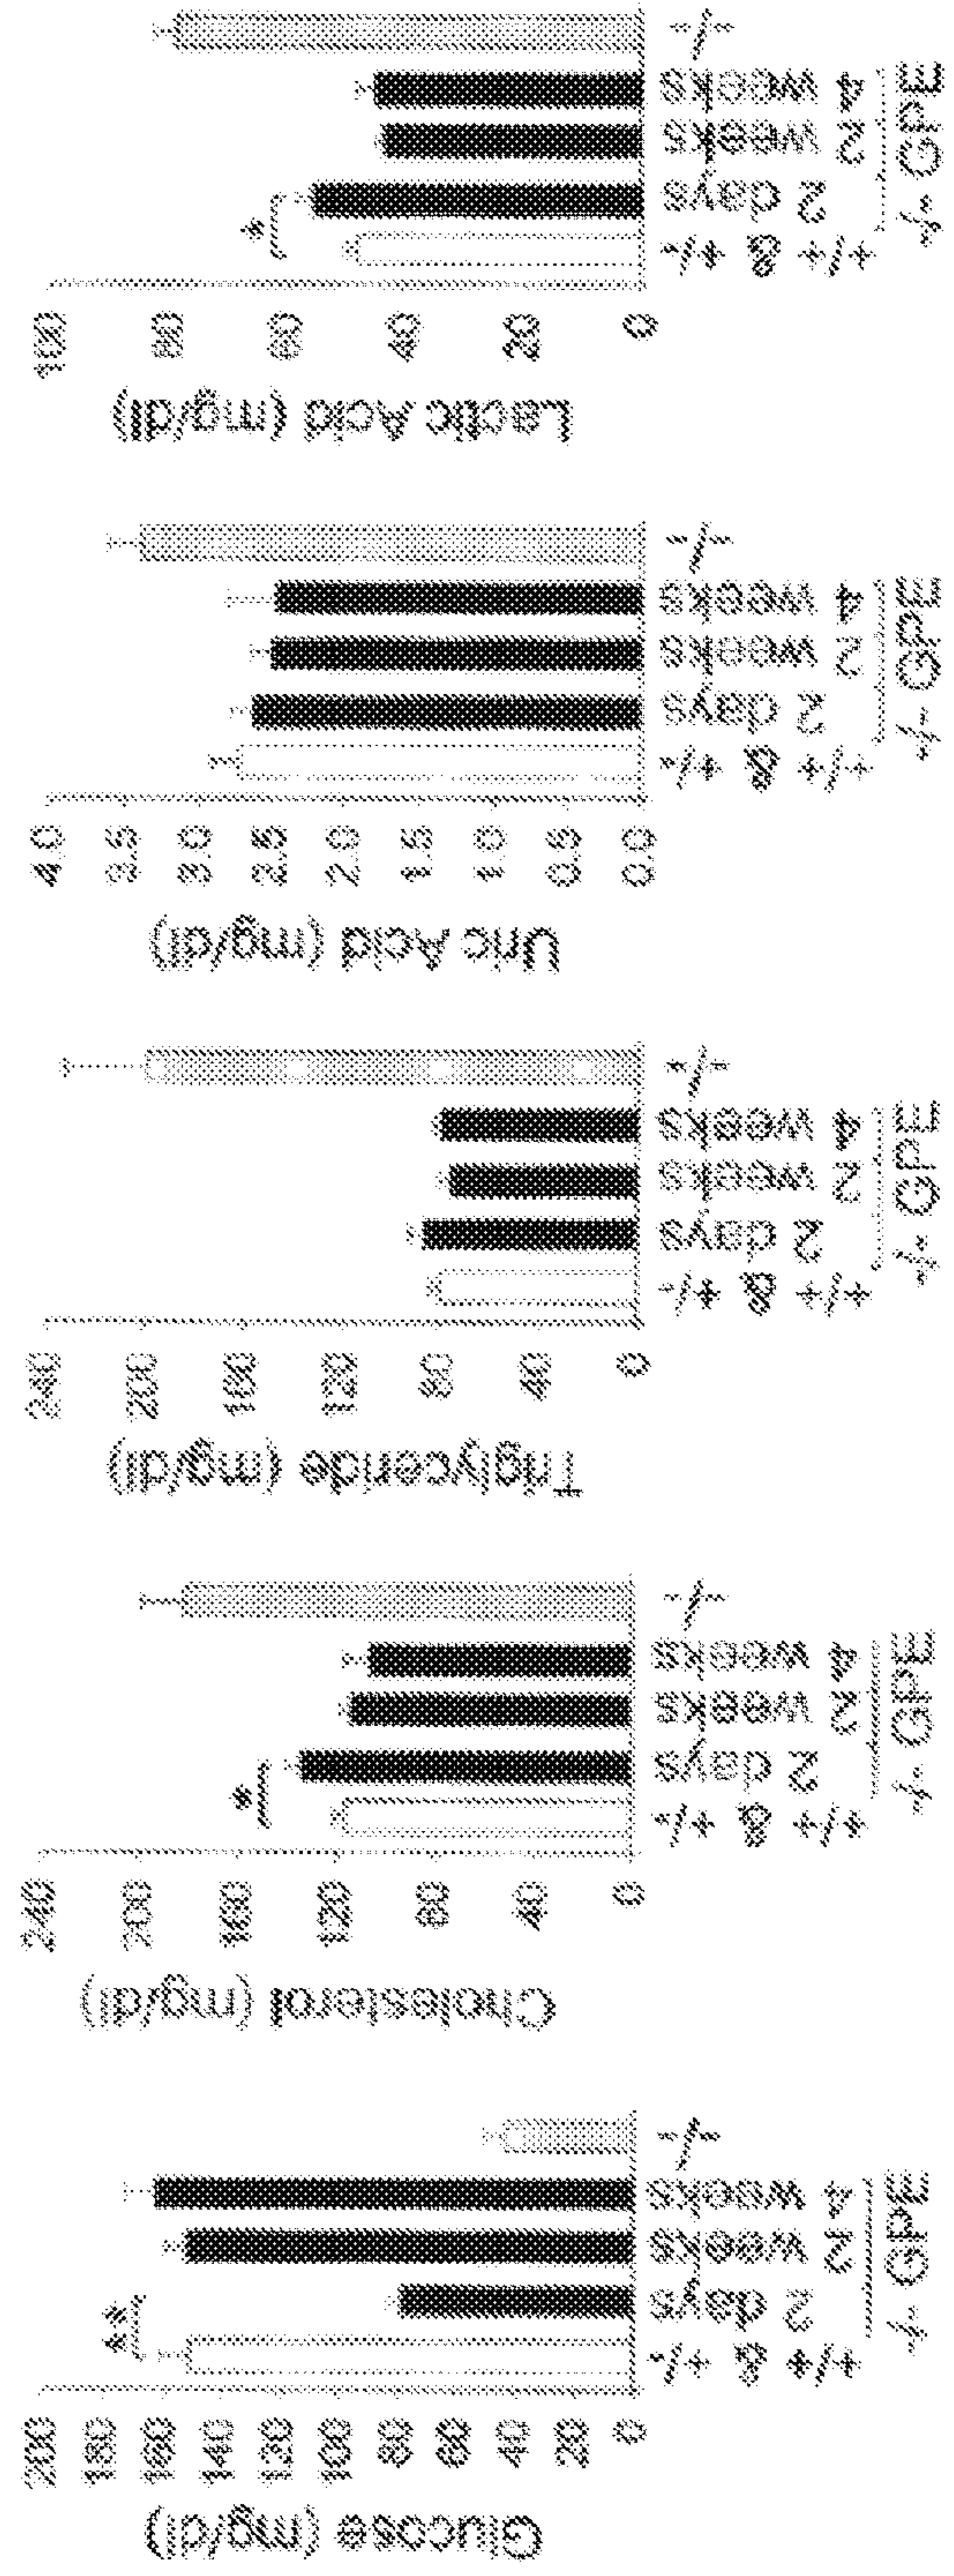 Glucose (mg/dl)
200
180
160
140
120
100
80
60
40
20
0
**
+/+ & +/-
2 days
2 weeks
4 weeks
-/-
-/- GPE
Cholesterol (mg/dl)
240
200
160
120
80
40
0
*
+/+ & +/-
2 days
2 weeks
4 weeks
-/-
-/- GPE
Triglyceride (mg/dl)
240
200
160
120
80
40
0
+/+ & +/-
2 days
2 weeks
4 weeks
-/-
-/- GPE
Uric Acid (mg/dl)
4.0
3.5
3.0
2.5
2.0
1.5
1.0
0.5
0.0
+/+ & +/-
2 days
2 weeks
4 weeks
-/-
-/- GPE
Lactic Acid (mg/dl)
100
80
60
40
20
0
*
+/+ & +/-
2 days
2 weeks
4 weeks
-/-
-/- GPE